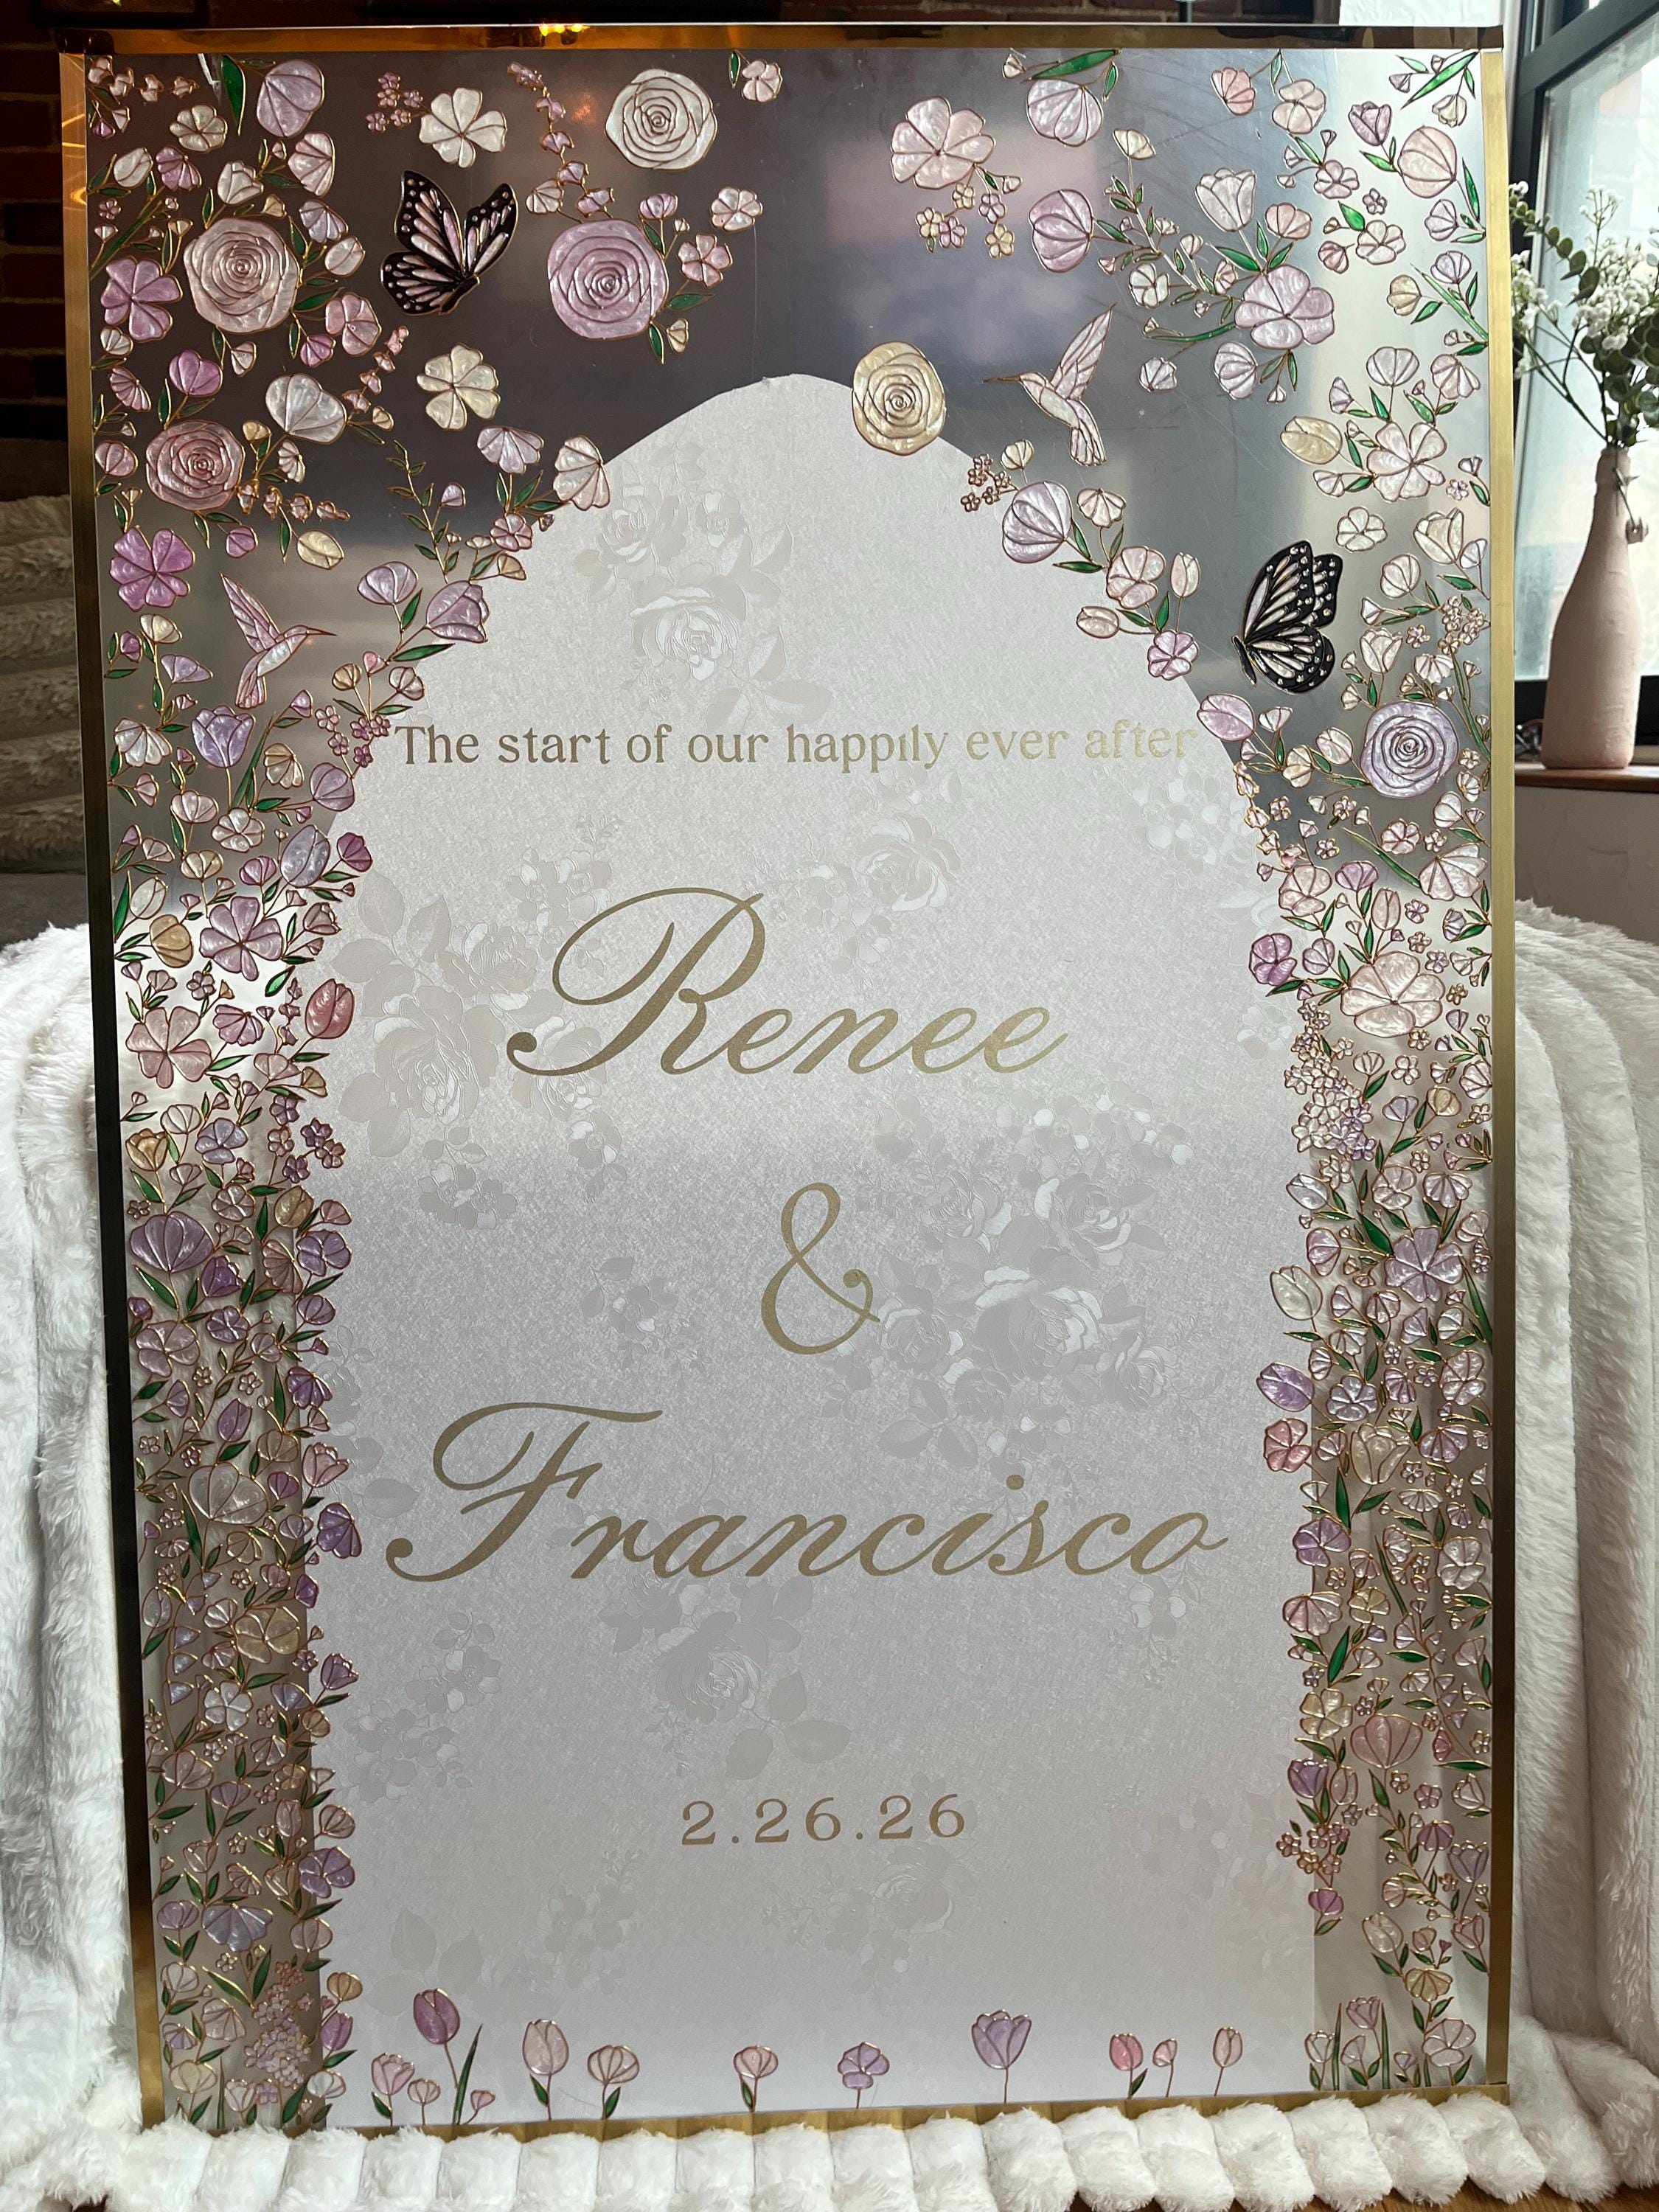 The start of our happily ever after
Renee
&
Francisco
2.26.26